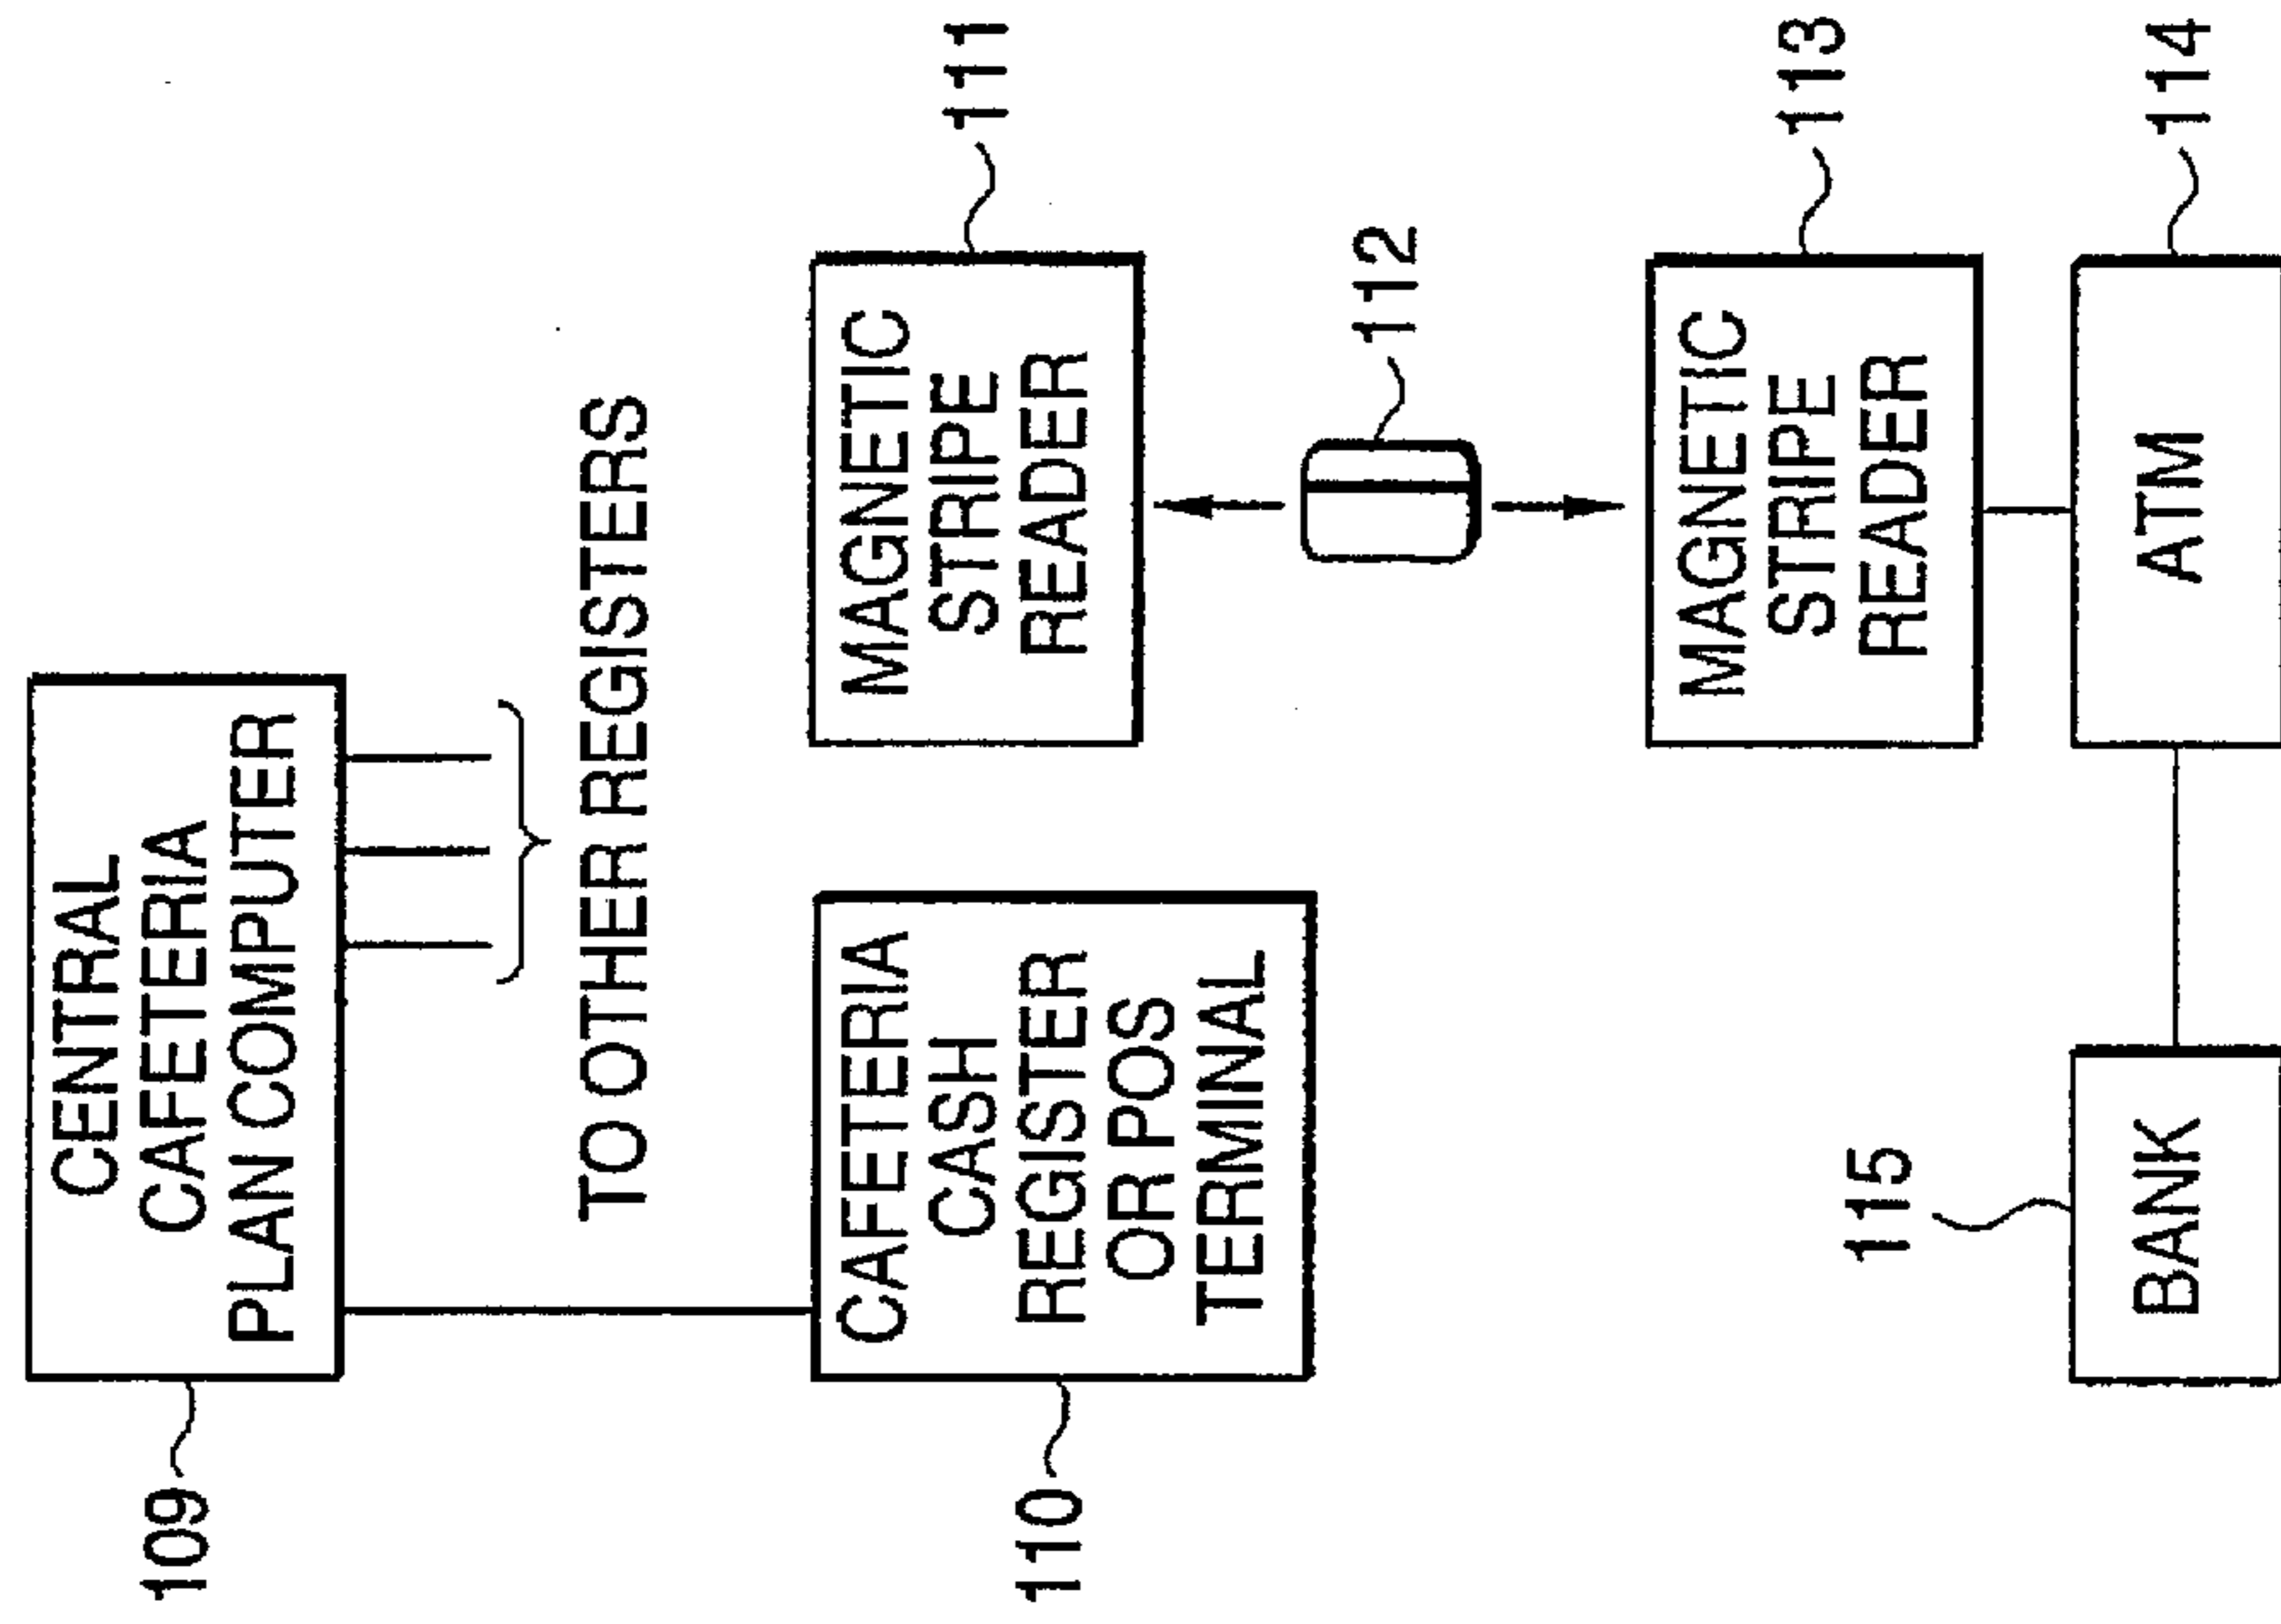 109
CENTRAL
CAFETERIA
PLAN COMPUTER
TO OTHER REGISTERS
110
CAFETERIA
CASH
REGISTER
OR POS
TERMINAL
MAGNETIC
STRIPE
READER
111
112
MAGNETIC
STRIPE
READER
113
115
BANK
ATM
114